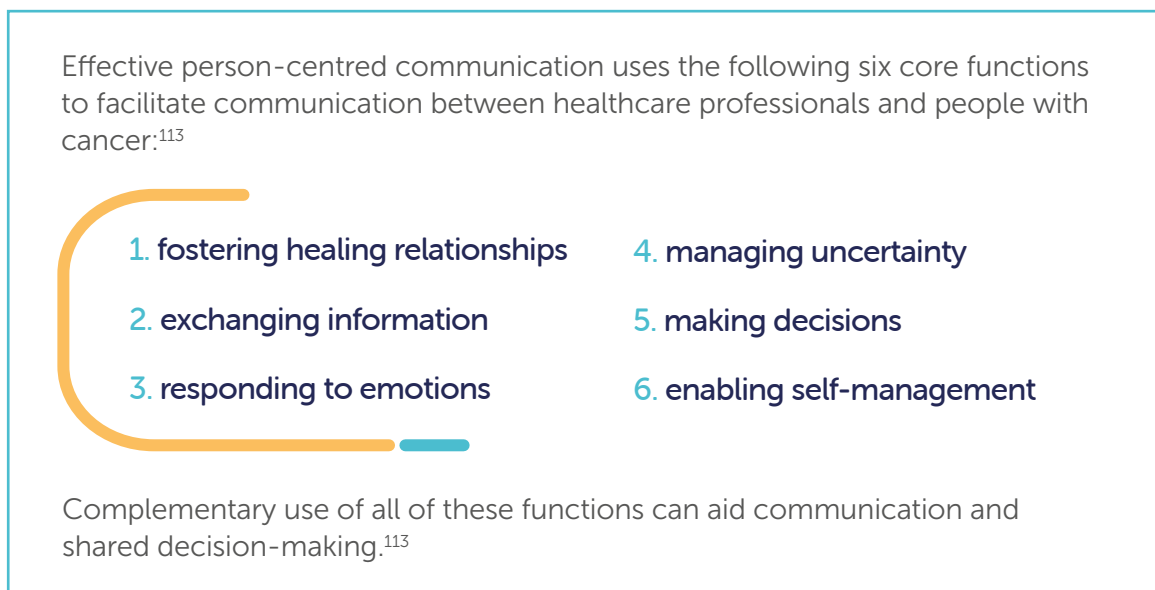 Effective person-centred communication uses the following six core functions
to facilitate communication between healthcare professionals and people with
cancer:113
1. fostering healing relationships
2. exchanging information
3. responding to emotions
4. managing uncertainty
5. making decisions
6. enabling self-management
Complementary use of all of these functions can aid communication and
shared decision-making.113